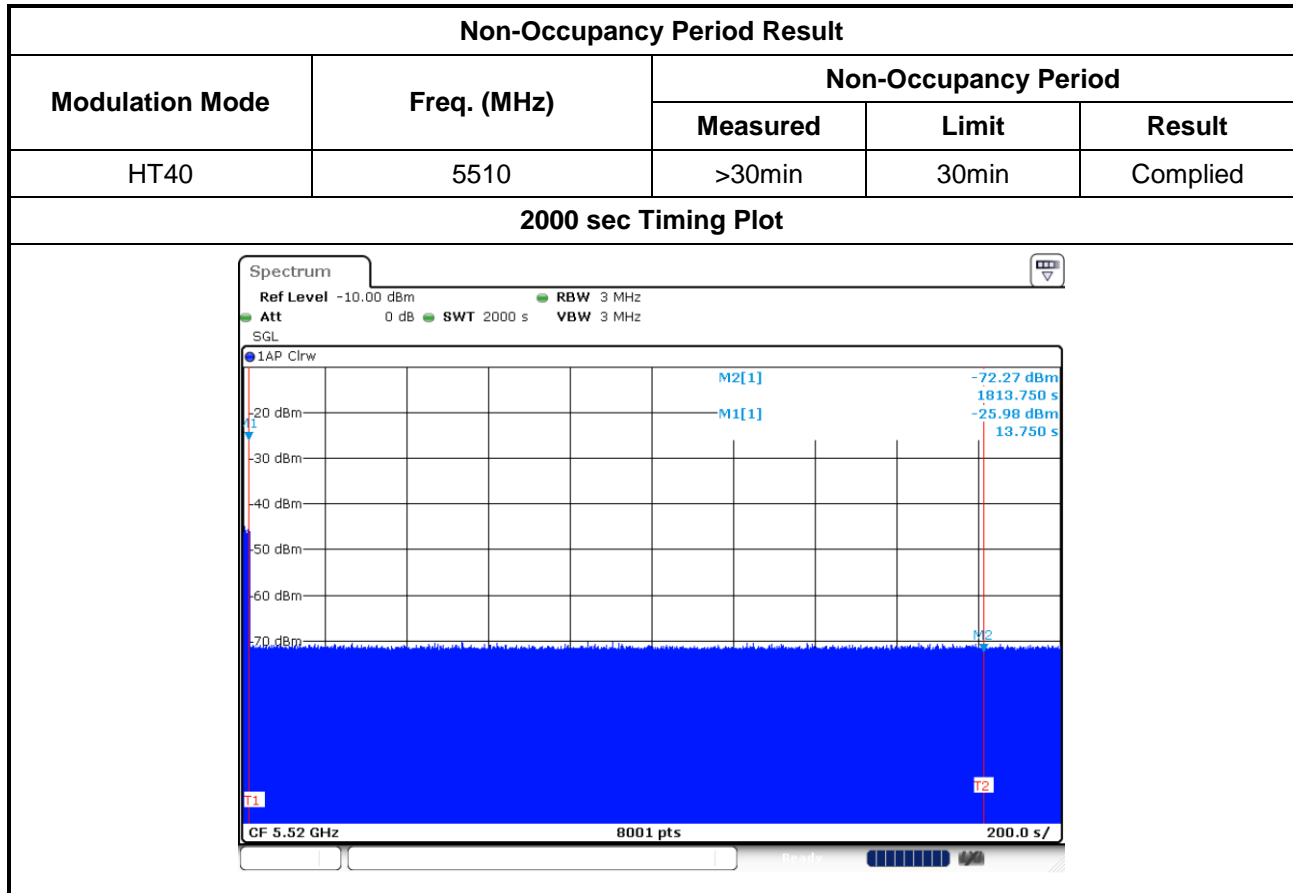 Non-Occupancy Period Result
Modulation Mode
Freq. (MHz)
Non-Occupancy Period
Measured
Limit
Result
HT40
5510
>30min
30min
Complied
2000 sec Timing Plot
Spectrum
Ref Level -10.00 dBm
RBW 3 MHz
Att 0 dB
SWT 2000 s
VBW 3 MHz
SGL
1AP Clrw
M2[1] -72.27 dBm
1813.750 s
M1[1] -25.98 dBm
13.750 s
-20 dBm
M1
-30 dBm
-40 dBm
-50 dBm
-60 dBm
-70 dBm
M2
T1
T2
CF 5.52 GHz
8001 pts
200.0 s/
Ready